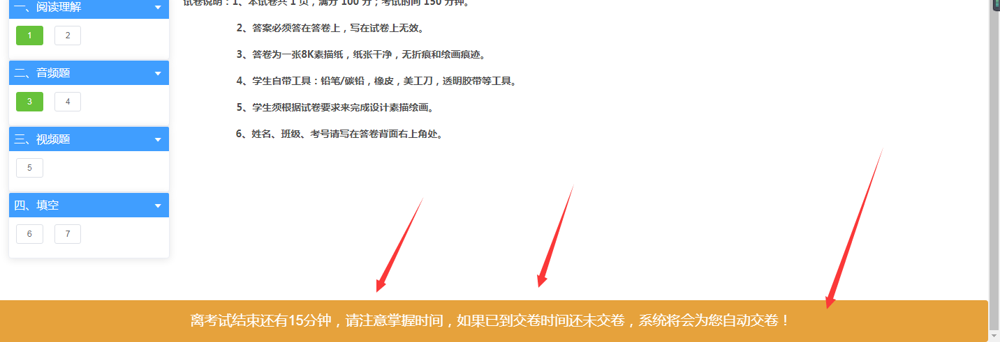 一、阅读理解
1 2
二、音频题
3 4
三、视频题
5
四、填空
6 7
试卷说明：1、本试卷共 1 页，满分 100 分；考试时间 150 分钟。
2、答案必须答在答卷上，写在试卷上无效。
3、答卷为一张8K素描纸，纸张干净，无折痕和绘画痕迹。
4、学生自带工具：铅笔/碳铅，橡皮，美工刀，透明胶带等工具。
5、学生须根据试卷要求来完成设计素描绘画。
6、姓名、班级、考号请写在答卷背面右上角处。
离考试结束还有15分钟，请注意掌握时间，如果已到交卷时间还未交卷，系统将会为您自动交卷！